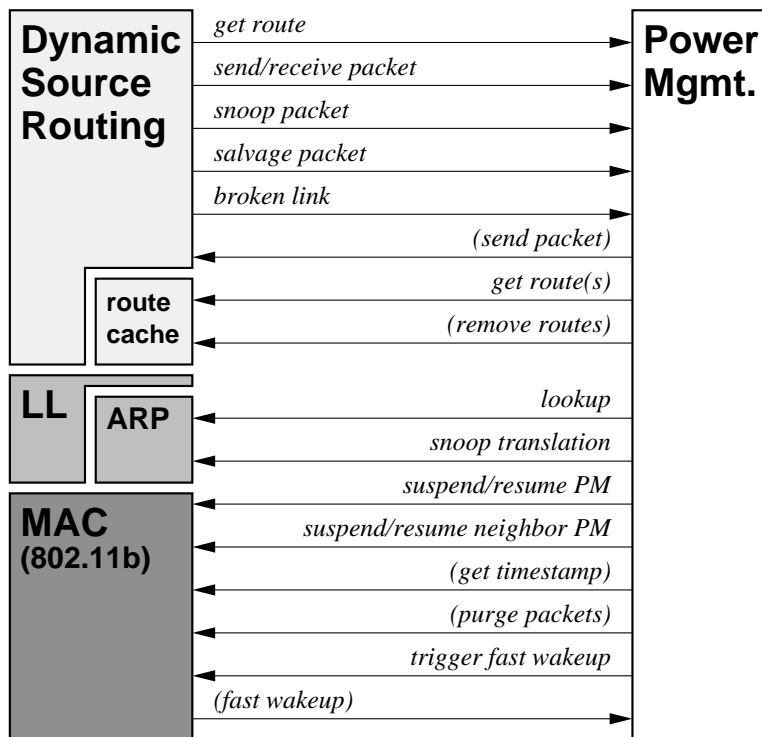 Dynamic
Source
Routing
get route
send/receive packet
snoop packet
salvage packet
broken link
Power
Mgmt.
(send packet)
route
cache
get route(s)
(remove routes)
LL
ARP
lookup
snoop translation
MAC
(802.11b)
suspend/resume PM
suspend/resume neighbor PM
(get timestamp)
(purge packets)
trigger fast wakeup
(fast wakeup)